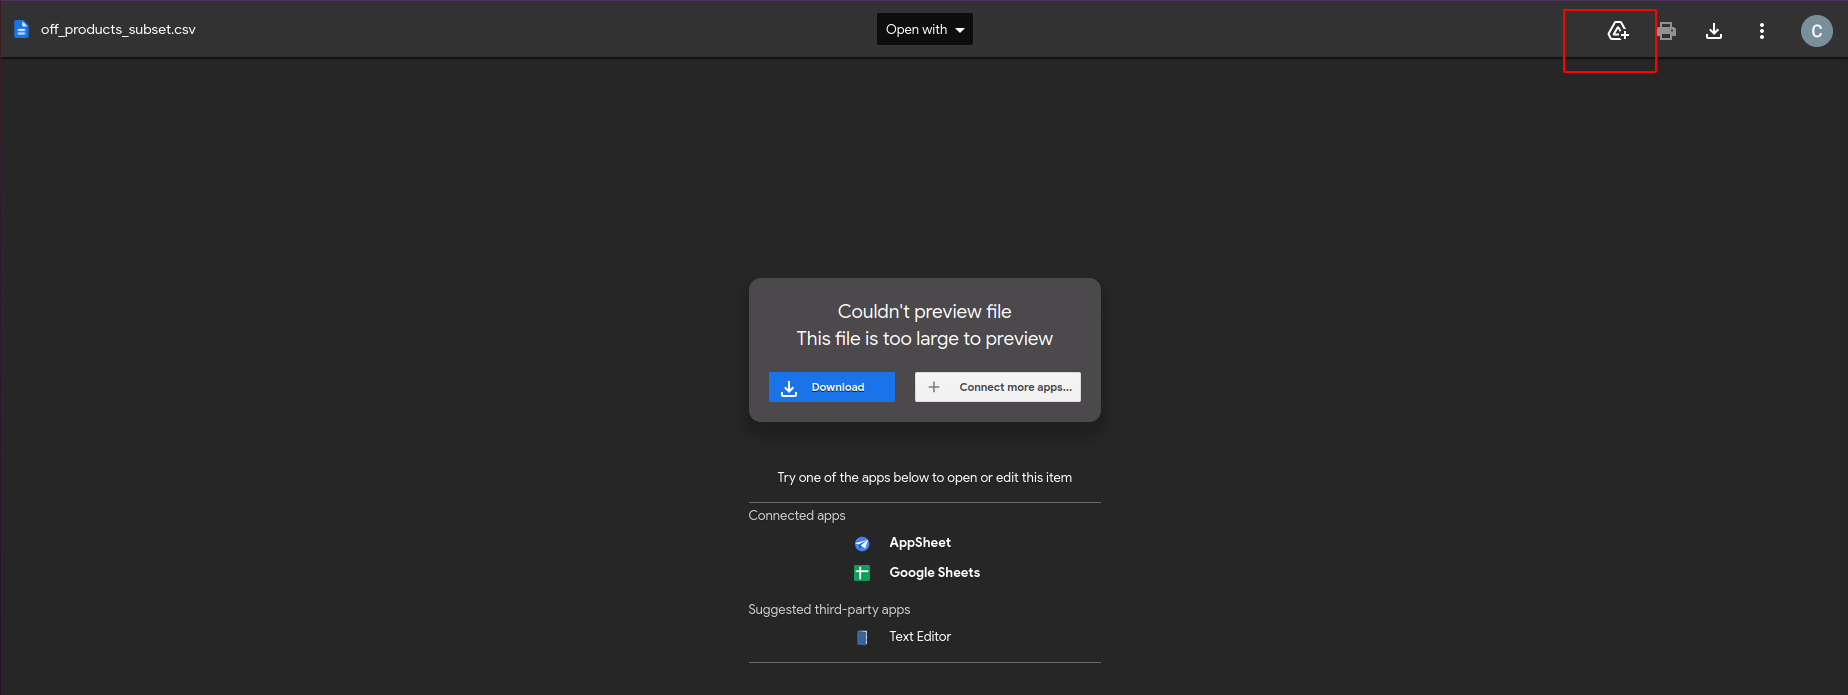 off_products_subset.csv
Open with
C
Couldn't preview file
This file is too large to preview
Download
Connect more apps...
Try one of the apps below to open or edit this item
Connected apps
AppSheet
Google Sheets
Suggested third-party apps
Text Editor